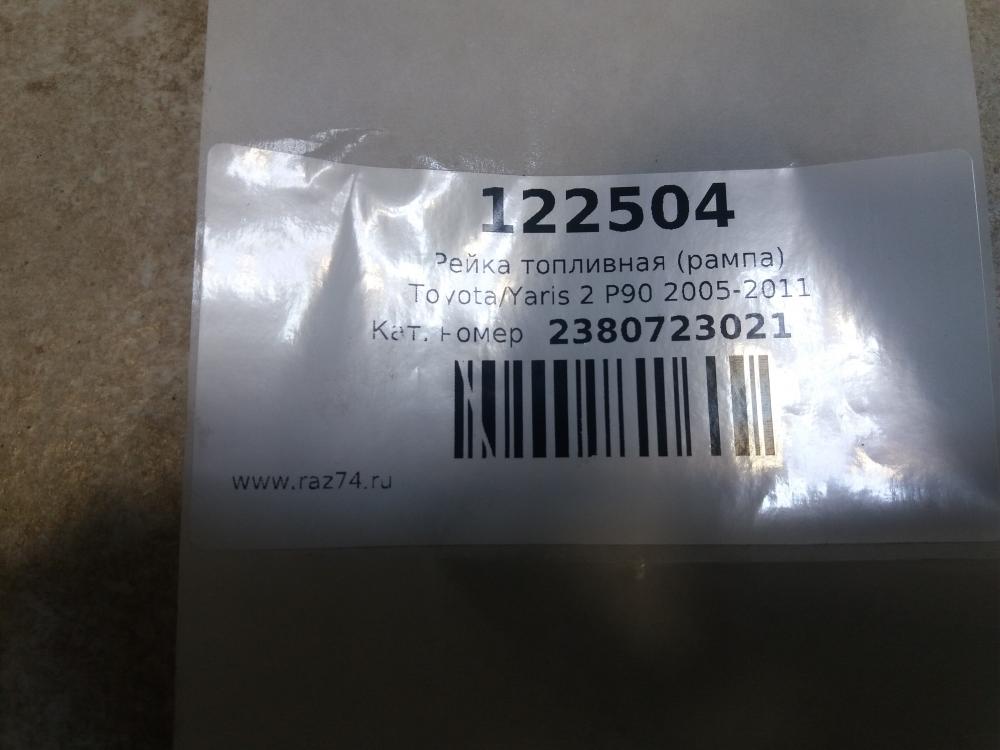 122504
Рейка топливная (рампа)
Toyota/Yaris 2 P90 2005-2011
Кат. номер 2380723021
www.raz74.ru